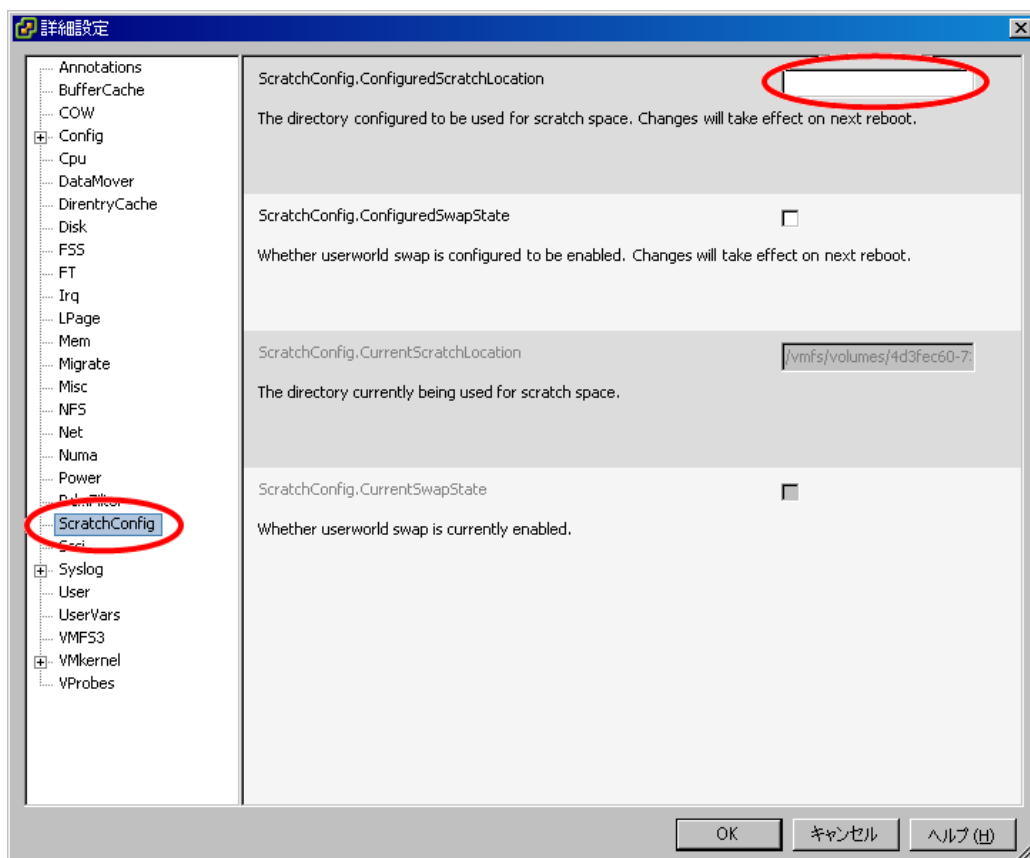 詳細設定
Annotations
BufferCache
COW
Config
Cpu
DataMover
DirentryCache
Disk
FSS
FT
Irq
LPage
Mem
Migrate
Misc
NFS
Net
Numa
Power
RdmFilter
ScratchConfig
Scsi
Syslog
User
UserVars
VMFS3
VMkernel
VProbes
ScratchConfig.ConfiguredScratchLocation
The directory configured to be used for scratch space. Changes will take effect on next reboot.
ScratchConfig.ConfiguredSwapState
Whether userworld swap is configured to be enabled. Changes will take effect on next reboot.
ScratchConfig.CurrentScratchLocation
/vmfs/volumes/4d3fec60-7
The directory currently being used for scratch space.
ScratchConfig.CurrentSwapState
Whether userworld swap is currently enabled.
OK
キャンセル
ヘルプ(H)